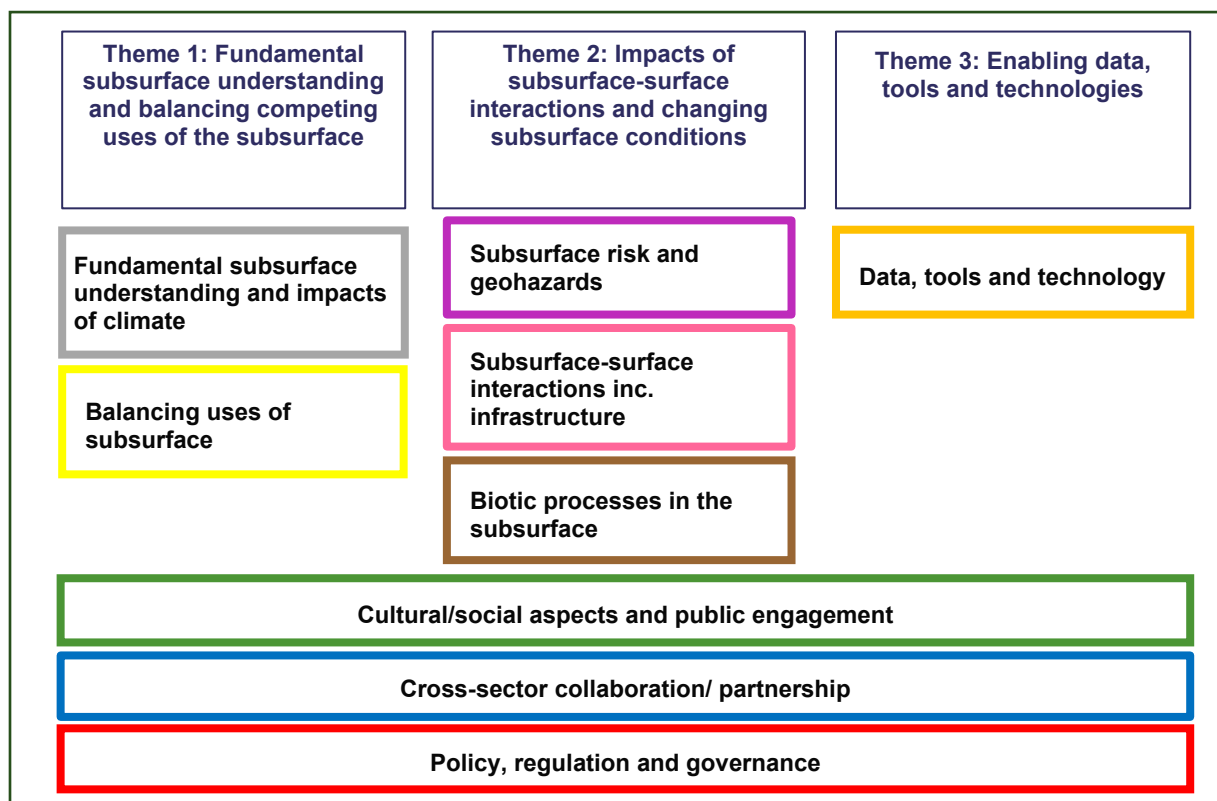 Theme 1: Fundamental
subsurface understanding
and balancing competing
uses of the subsurface
Theme 2: Impacts of
subsurface-surface
interactions and changing
subsurface conditions
Theme 3: Enabling data,
tools and technologies
Fundamental subsurface
understanding and impacts
of climate
Balancing uses of
subsurface
Subsurface risk and
geohazards
Subsurface-surface
interactions inc.
infrastructure
Biotic processes in the
subsurface
Data, tools and technology
Cultural/social aspects and public engagement
Cross-sector collaboration/ partnership
Policy, regulation and governance